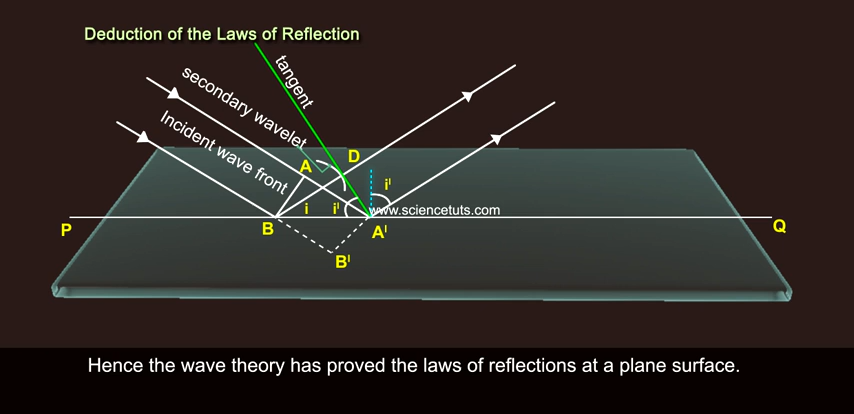 Deduction of the Laws of Reflection
tangent
secondary wavelet
Incident wave front
A
D
i
i'
i'
www.sciencetuts.com
P
B
A'
Q
B'
Hence the wave theory has proved the laws of reflections at a plane surface.